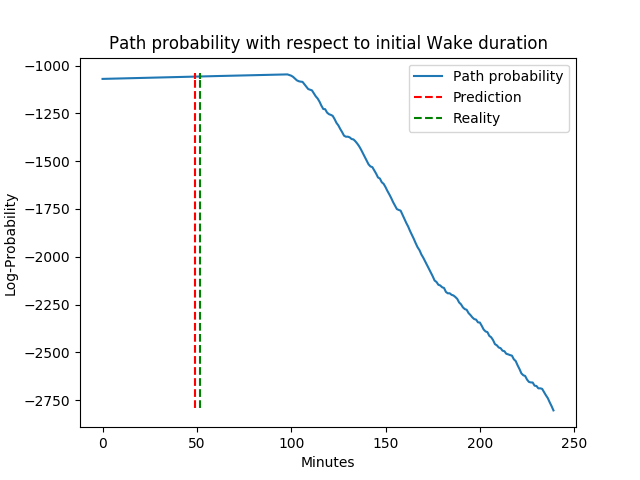 Path probability with respect to initial Wake duration
Path probability
Prediction
Reality
−1000
−1250
−1500
−1750
−2000
−2250
−2500
−2750
Log-Probability
0 50 100 150 200 250
Minutes